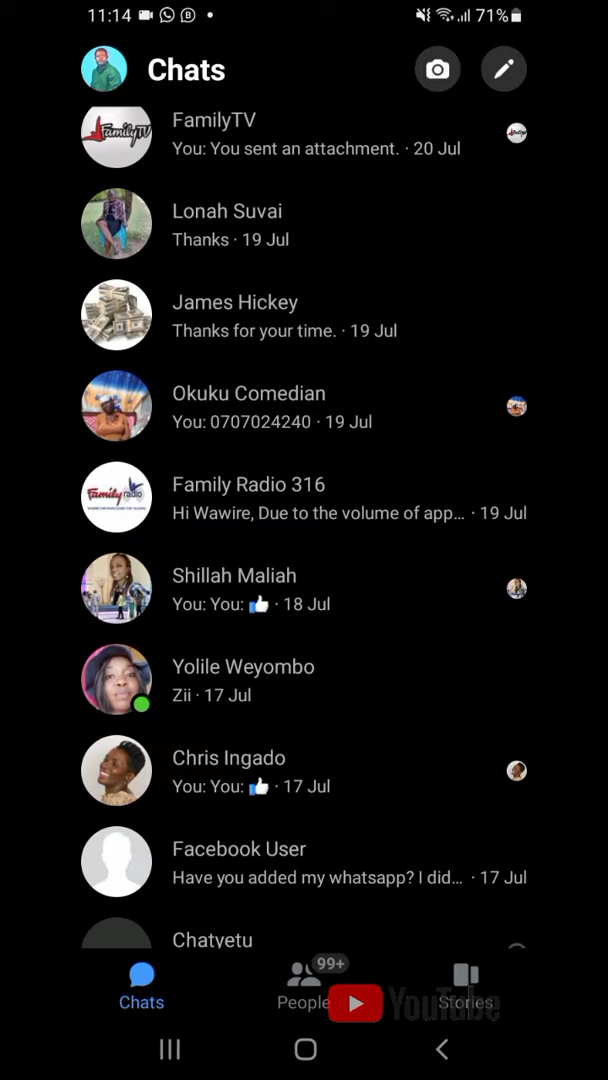 11:14 71%
Chats
FamilyTV
FamilyTV
You: You sent an attachment. · 20 Jul
Lonah Suvai
Thanks · 19 Jul
James Hickey
Thanks for your time. · 19 Jul
Okuku Comedian
You: 0707024240 · 19 Jul
Family radio
Family Radio 316
Hi Wawire, Due to the volume of app... · 19 Jul
Shillah Maliah
You: You: 👍 · 18 Jul
Yolile Weyombo
Zii · 17 Jul
Chris Ingado
You: You: 👍 · 17 Jul
Facebook User
Have you added my whatsapp? I did... · 17 Jul
Chatyetu
99+
Chats People Stories
YouTube